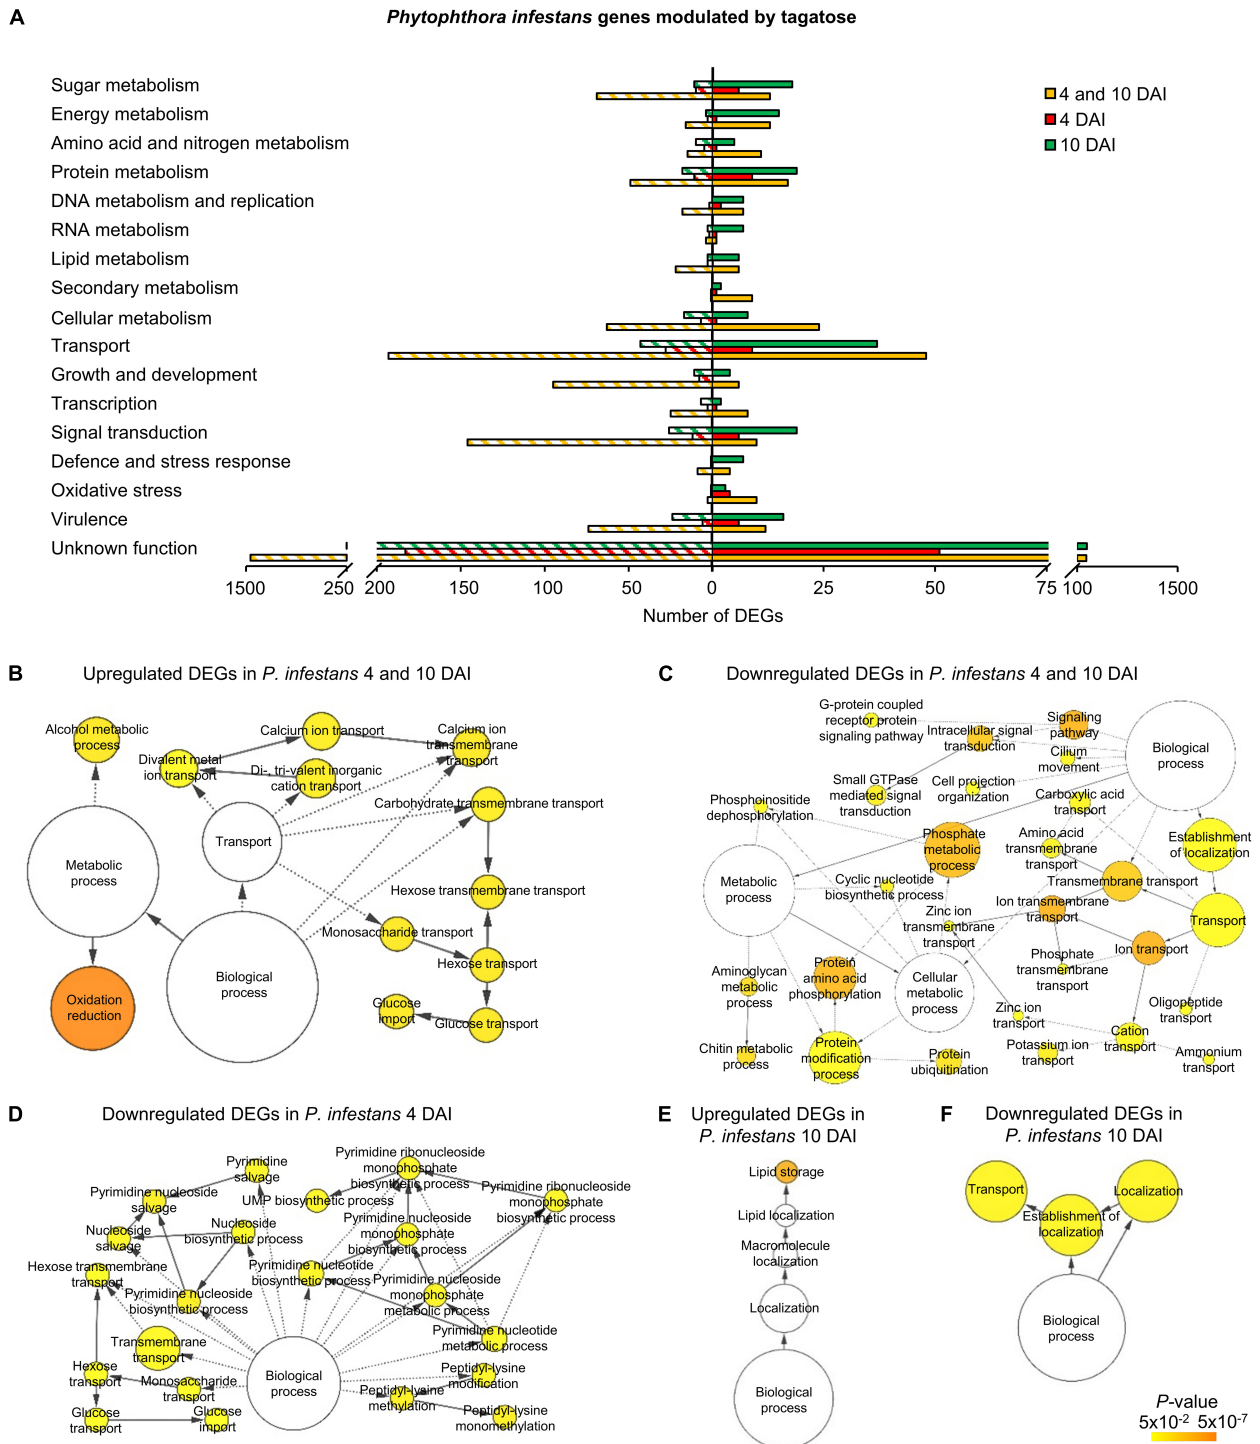 A
Phytophthora infestans genes modulated by tagatose
Sugar metabolism
Energy metabolism
Amino acid and nitrogen metabolism
Protein metabolism
DNA metabolism and replication
RNA metabolism
Lipid metabolism
Secondary metabolism
Cellular metabolism
Transport
Growth and development
Transcription
Signal transduction
Defence and stress response
Oxidative stress
Virulence
Unknown function
4 and 10 DAI
4 DAI
10 DAI
1500 250 200 150 100 50 0 25 50 75 100 1500
Number of DEGs
B
Upregulated DEGs in P. infestans 4 and 10 DAI
Alcohol metabolic
process
Calcium ion transport
Calcium ion
transmembrane
transport
Divalent metal
ion transport
Di-, tri-valent inorganic
cation transport
Carbohydrate transmembrane transport
Transport
Metabolic
process
Hexose transmembrane transport
Monosaccharide transport
Hexose transport
Biological
process
Oxidation
reduction
Glucose
import
Glucose transport
C
Downregulated DEGs in P. infestans 4 and 10 DAI
G-protein coupled
receptor protein
signaling pathway
Signaling
pathway
Intracellular signal
transduction
Biological
process
Cilium
movement
Small GTPase
mediated signal
transduction
Cell projection
organization
Carboxylic acid
transport
Phosphoinositide
dephosphorylation
Phosphate
metabolic
process
Amino acid
transmembrane
transport
Establishment
of localization
Metabolic
process
Cyclic nucleotide
biosynthetic process
Transmembrane transport
Ion transmembrane
transport
Zinc ion
transmembrane
transport
Transport
Ion transport
Phosphate
transmembrane
transport
Aminoglycan
metabolic
process
Protein
amino acid
phosphorylation
Cellular
metabolic
process
Zinc ion
transport
Oligopeptide
transport
Chitin metabolic
process
Protein
modification
process
Protein
ubiquitination
Potassium ion
transport
Cation
transport
Ammonium
transport
D
Downregulated DEGs in P. infestans 4 DAI
Pyrimidine
salvage
Pyrimidine ribonucleoside
monophosphate
biosynthetic process
Pyrimidine nucleoside
salvage
UMP biosynthetic process
Pyrimidine ribonucleoside
monophosphate
biosynthetic process
Nucleoside
salvage
Nucleoside
biosynthetic process
Pyrimidine nucleoside
monophosphate
biosynthetic process
Hexose transmembrane
transport
Pyrimidine nucleotide
biosynthetic process
Pyrimidine nucleoside
monophosphate
metabolic process
Pyrimidine nucleoside
biosynthetic process
Transmembrane
transport
Pyrimidine nucleotide
metabolic process
Hexose
transport
Monosaccharide
transport
Biological
process
Peptidyl-lysine
modification
Peptidyl-lysine
methylation
Glucose
transport
Glucose
import
Peptidyl-lysine
monomethylation
E
Upregulated DEGs in
P. infestans 10 DAI
Lipid storage
Lipid localization
Macromolecule
localization
Localization
Biological
process
F
Downregulated DEGs in
P. infestans 10 DAI
Transport
Localization
Establishment of
localization
Biological
process
P-value
5x10-2 5x10-7